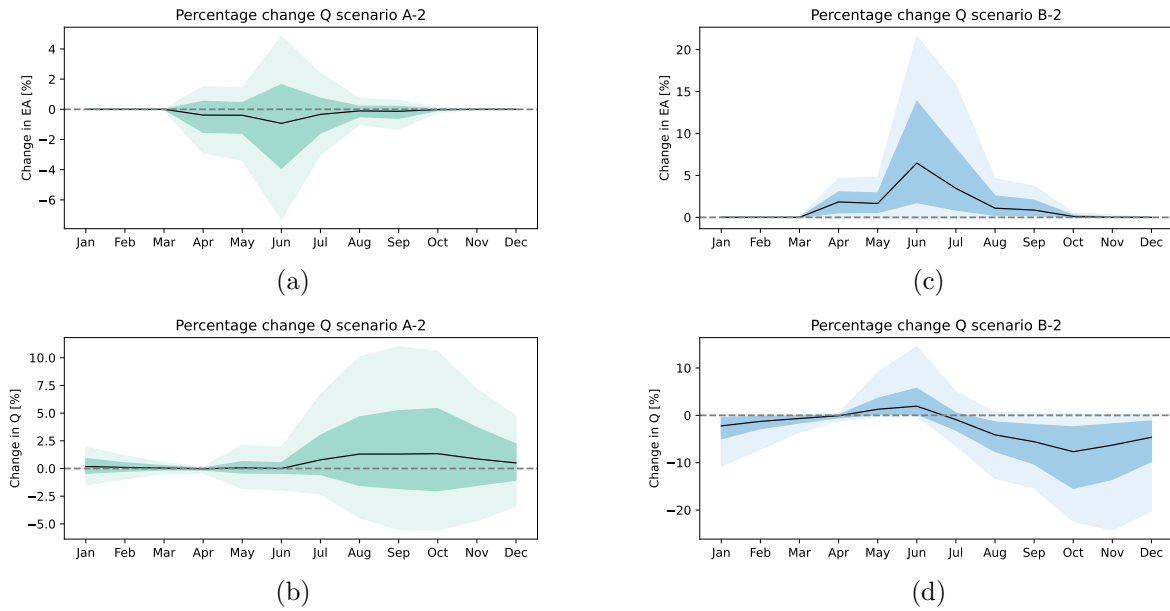 Percentage change Q scenario A-2
Change in EA [%]
4
2
0
−2
−4
−6
Jan Feb Mar Apr May Jun Jul Aug Sep Oct Nov Dec
(a)
Percentage change Q scenario B-2
Change in EA [%]
20
15
10
5
0
Jan Feb Mar Apr May Jun Jul Aug Sep Oct Nov Dec
(c)
Percentage change Q scenario A-2
Change in Q [%]
10.0
7.5
5.0
2.5
0.0
−2.5
−5.0
Jan Feb Mar Apr May Jun Jul Aug Sep Oct Nov Dec
(b)
Percentage change Q scenario B-2
Change in Q [%]
10
0
−10
−20
Jan Feb Mar Apr May Jun Jul Aug Sep Oct Nov Dec
(d)